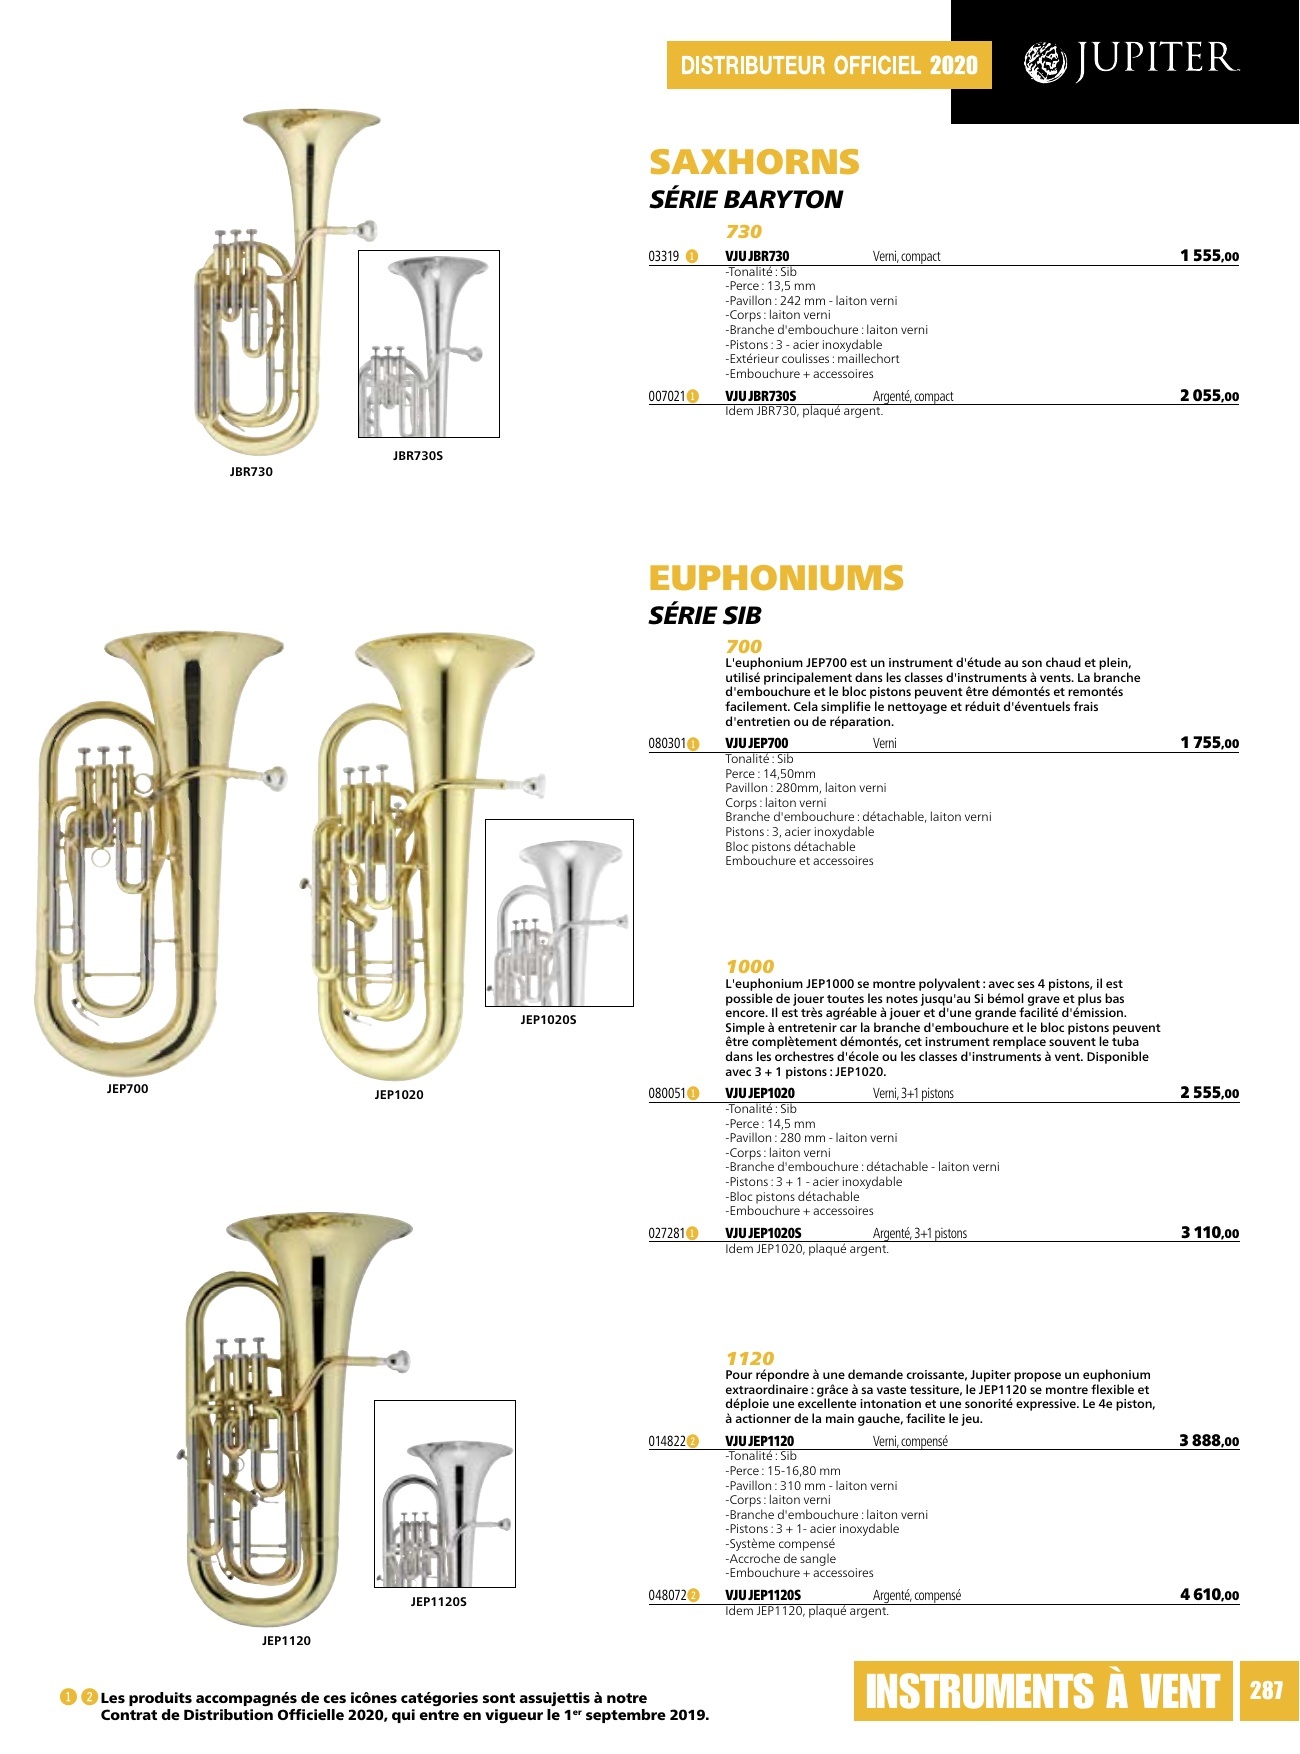 DISTRIBUTEUR OFFICIEL 2020
JUPITER
SAXHORNS
SÉRIE BARYTON
730
03319 1 VJU JBR730 Verni, compact 1 555,00
-Tonalité : Sib
-Perce : 13,5 mm
-Pavillon : 242 mm - laiton verni
-Corps : laiton verni
-Branche d'embouchure : laiton verni
-Pistons : 3 - acier inoxydable
-Extérieur coulisses : maillechort
-Embouchure + accessoires
007021 1 VJU JBR730S Argenté, compact 2 055,00
Idem JBR730, plaqué argent.
JBR730S
JBR730
EUPHONIUMS
SÉRIE SIB
700
L'euphonium JEP700 est un instrument d'étude au son chaud et plein,
utilisé principalement dans les classes d'instruments à vents. La branche
d'embouchure et le bloc pistons peuvent être démontés et remontés
facilement. Cela simplifie le nettoyage et réduit d'éventuels frais
d'entretien ou de réparation.
080301 1 VJU JEP700 Verni 1 755,00
Tonalité : Sib
Perce : 14,50mm
Pavillon : 280mm, laiton verni
Corps : laiton verni
Branche d'embouchure : détachable, laiton verni
Pistons : 3, acier inoxydable
Bloc pistons détachable
Embouchure et accessoires
1000
L'euphonium JEP1000 se montre polyvalent : avec ses 4 pistons, il est
possible de jouer toutes les notes jusqu'au Si bémol grave et plus bas
encore. Il est très agréable à jouer et d'une grande facilité d'émission.
Simple à entretenir car la branche d'embouchure et le bloc pistons peuvent
être complètement démontés, cet instrument remplace souvent le tuba
dans les orchestres d'école ou les classes d'instruments à vent. Disponible
avec 3 + 1 pistons : JEP1020.
080051 1 VJU JEP1020 Verni, 3+1 pistons 2 555,00
-Tonalité : Sib
-Perce : 14,5 mm
-Pavillon : 280 mm - laiton verni
-Corps : laiton verni
-Branche d'embouchure : détachable - laiton verni
-Pistons : 3 + 1 - acier inoxydable
-Bloc pistons détachable
-Embouchure + accessoires
027281 1 VJU JEP1020S Argenté, 3+1 pistons 3 110,00
Idem JEP1020, plaqué argent.
JEP1020S
JEP700
JEP1020
1120
Pour répondre à une demande croissante, Jupiter propose un euphonium
extraordinaire : grâce à sa vaste tessiture, le JEP1120 se montre flexible et
déploie une excellente intonation et une sonorité expressive. Le 4e piston,
à actionner de la main gauche, facilite le jeu.
014822 2 VJU JEP1120 Verni, compensé 3 888,00
-Tonalité : Sib
-Perce : 15-16,80 mm
-Pavillon : 310 mm - laiton verni
-Corps : laiton verni
-Branche d'embouchure : laiton verni
-Pistons : 3 + 1- acier inoxydable
-Système compensé
-Accroche de sangle
-Embouchure + accessoires
048072 2 VJU JEP1120S Argenté, compensé 4 610,00
Idem JEP1120, plaqué argent.
JEP1120S
JEP1120
1 2 Les produits accompagnés de ces icônes catégories sont assujettis à notre
Contrat de Distribution Officielle 2020, qui entre en vigueur le 1er septembre 2019.
INSTRUMENTS À VENT 287